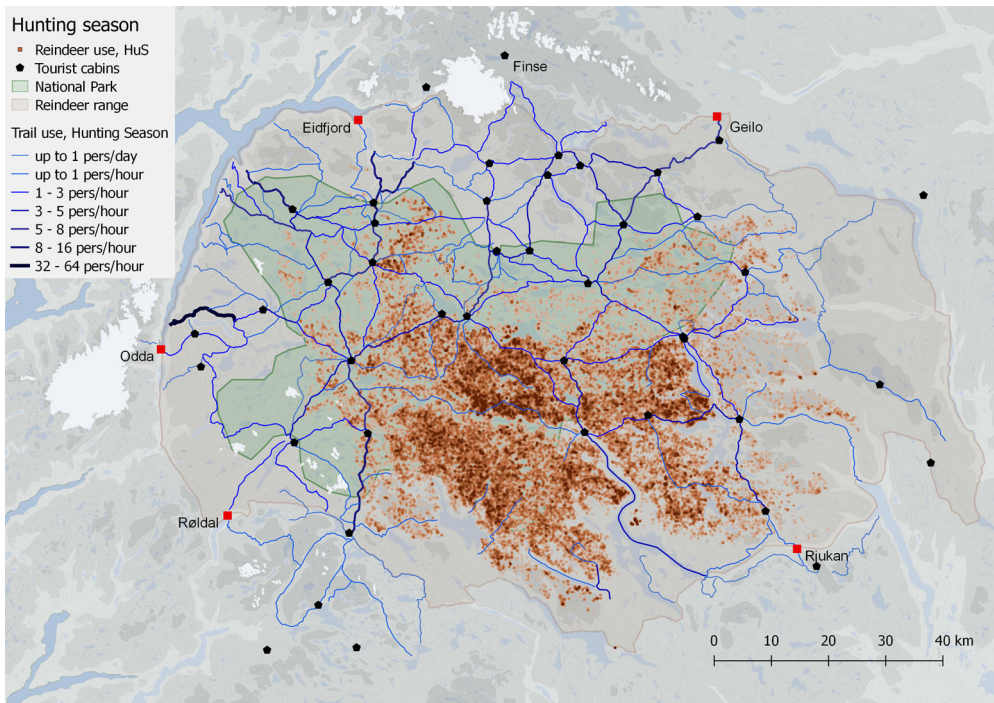 Hunting season
Reindeer use, HuS
Tourist cabins
National Park
Reindeer range
Trail use, Hunting Season
up to 1 pers/day
up to 1 pers/hour
1 - 3 pers/hour
3 - 5 pers/hour
5 - 8 pers/hour
8 - 16 pers/hour
32 - 64 pers/hour
Finse
Eidfjord
Geilo
Odda
Røldal
Rjukan
0 10 20 30 40 km